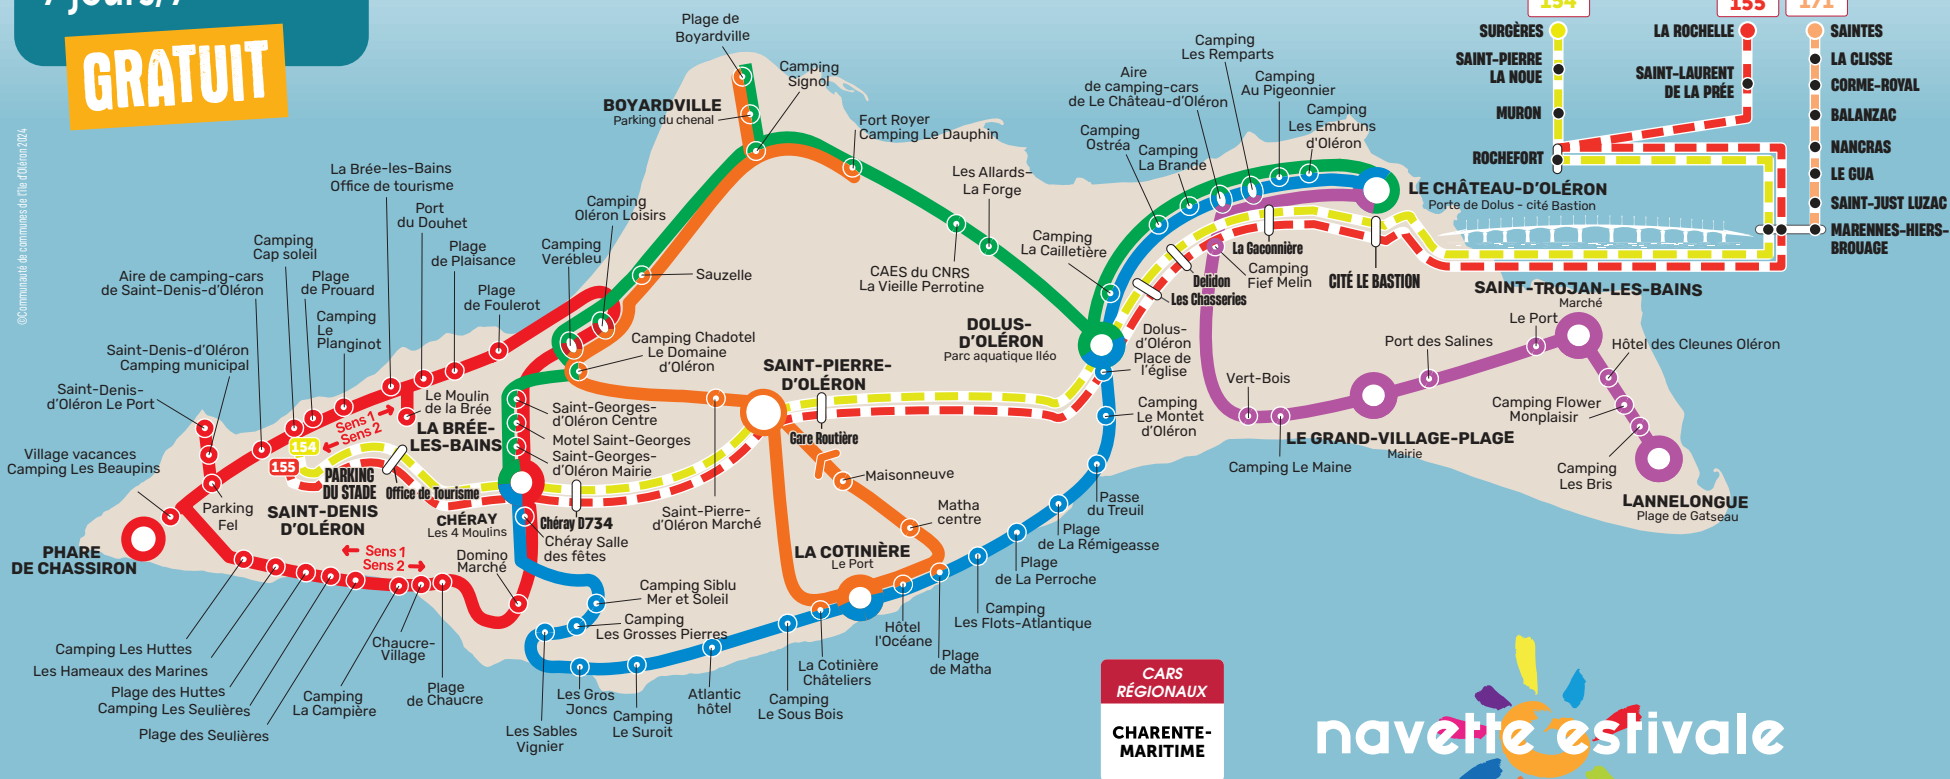 7 jours/7
GRATUIT
©Communauté de communes de l'île d'Oléron 2024
Plage de
Boyardville
Camping
Signol
BOYARDVILLE
Parking du chenal
Fort Royer
Camping Le Dauphin
Les Allards-
La Forge
CAES du CNRS
La Vieille Perrotine
Camping
Oléron Loisirs
Camping
Verébleu
Sauzelle
La Brée-les-Bains
Office de tourisme
Port
du Douhet
Plage
de Plaisance
Plage
de Foulerot
Camping
Cap soleil
Aire de camping-cars
de Saint-Denis-d'Oléron
Plage
de Prouard
Camping
Le
Planginot
Saint-Denis-d'Oléron
Camping municipal
Saint-Denis-
d'Oléron Le Port
Village vacances
Camping Les Beaupins
Parking
Fel
PHARE
DE CHASSIRON
Sens 1
Sens 2
154
155
PARKING
DU STADE
SAINT-DENIS
D'OLÉRON
Office de Tourisme
Le Moulin
de la Brée
LA BRÉE-
LES-BAINS
CHÉRAY
Les 4 Moulins
Sens 1
Sens 2
Domino
Marché
Camping Les Huttes
Les Hameaux des Marines
Plage des Huttes
Camping Les Seulières
Plage des Seulières
Camping
La Campière
Chaucre-
Village
Plage
de Chaucre
Camping Chadotel
Le Domaine
d'Oléron
Saint-Georges-
d'Oléron Centre
Motel Saint-Georges
Saint-Georges-
d'Oléron Mairie
Chéray D734
Chéray Salle
des fêtes
Saint-Pierre-
d'Oléron Marché
SAINT-PIERRE-
D'OLÉRON
Gare Routière
Maisonneuve
Matha
centre
LA COTINIÈRE
Le Port
Camping Siblu
Mer et Soleil
Camping
Les Grosses Pierres
Les Sables
Vignier
Les Gros
Joncs
Camping
Le Suroit
Atlantic
hôtel
Camping
Le Sous Bois
La Cotinière
Châteliers
Hôtel
l'Océane
Plage
de Matha
Camping
Les Flots-Atlantique
Plage
de La Perroche
Plage
de La Rémigeasse
Passe
du Treuil
Camping
Le Montet
d'Oléron
Dolus-
d'Oléron
Place de
l'église
DOLUS-
D'OLÉRON
Parc aquatique Iléo
Camping
La Cailletière
Camping
Ostréa
Camping
La Brande
Aire
de camping-cars
de Le Château-d'Oléron
Camping
Les Remparts
Camping
Au Pigeonnier
Camping
Les Embruns
d'Oléron
LE CHÂTEAU-D'OLÉRON
Porte de Dolus - cité Bastion
Les Chasseries
Delidon
La Gaconnière
Camping
Fief Melin
CITÉ LE BASTION
Vert-Bois
Camping Le Maine
LE GRAND-VILLAGE-PLAGE
Mairie
Port des Salines
Le Port
SAINT-TROJAN-LES-BAINS
Marché
Hôtel des Cleunes Oléron
Camping Flower
Monplaisir
Camping
Les Bris
LANNELONGUE
Plage de Gatseau
154
SURGÈRES
SAINT-PIERRE
LA NOUE
MURON
ROCHEFORT
155
LA ROCHELLE
SAINT-LAURENT
DE LA PRÉE
171
SAINTES
LA CLISSE
CORME-ROYAL
BALANZAC
NANCRAS
LE GUA
SAINT-JUST LUZAC
MARENNES-HIERS-
BROUAGE
CARS
RÉGIONAUX
CHARENTE-
MARITIME
navette estivale